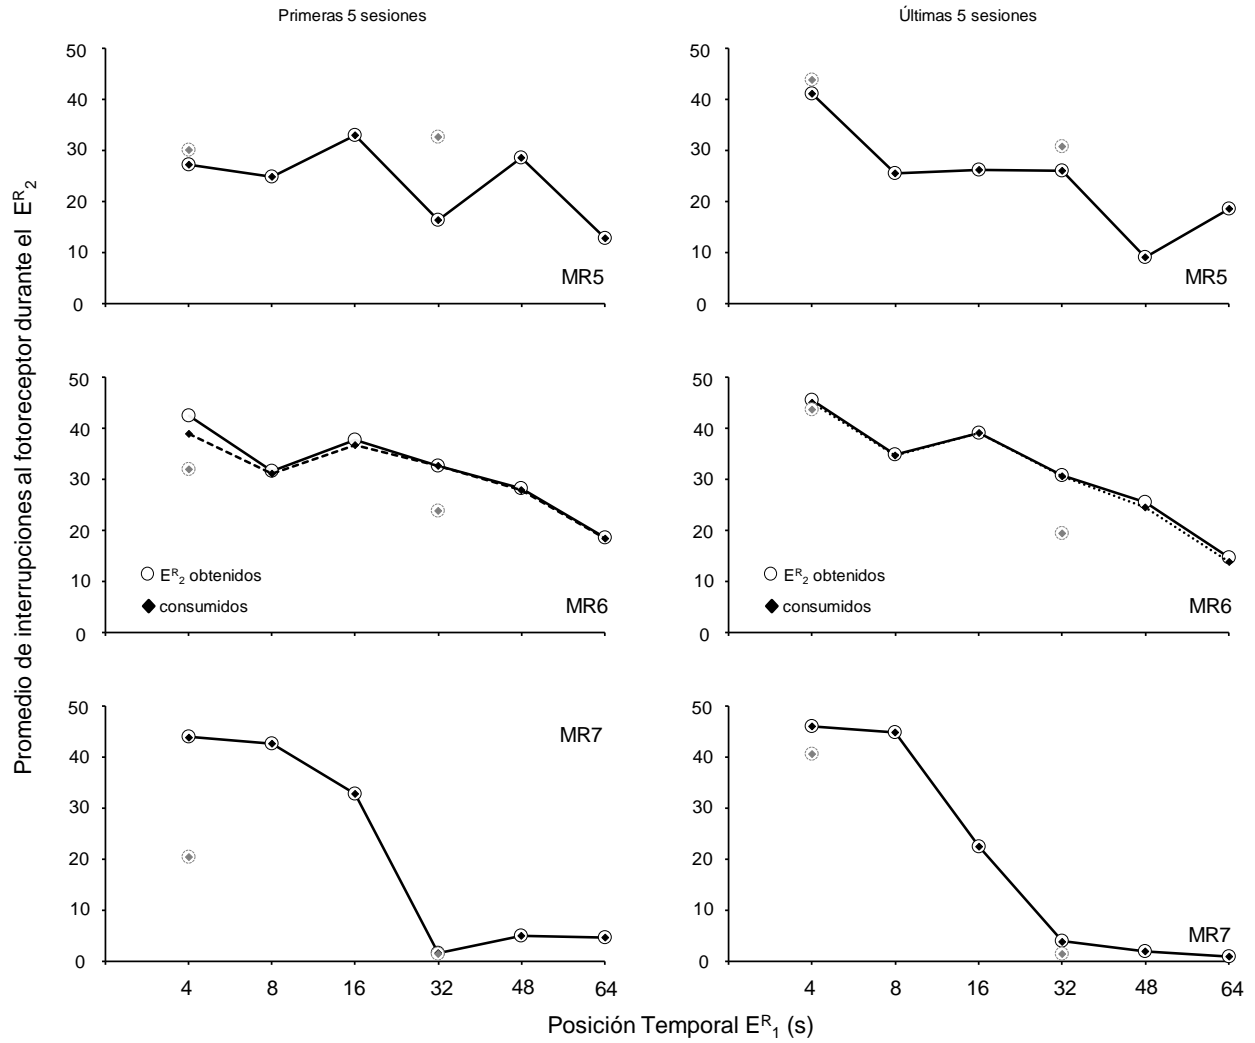 Primeras 5 sesiones
Últimas 5 sesiones
Promedio de interrupciones al fotoreceptor durante el E^R_2
50
40
30
20
10
0
MR5
50
40
30
20
10
0
MR5
50
40
30
20
10
0
E^R_2 obtenidos
consumidos
MR6
50
40
30
20
10
0
E^R_2 obtenidos
consumidos
MR6
50
40
30
20
10
0
MR7
4 8 16 32 48 64
50
40
30
20
10
0
MR7
4 8 16 32 48 64
Posición Temporal E^R_1 (s)